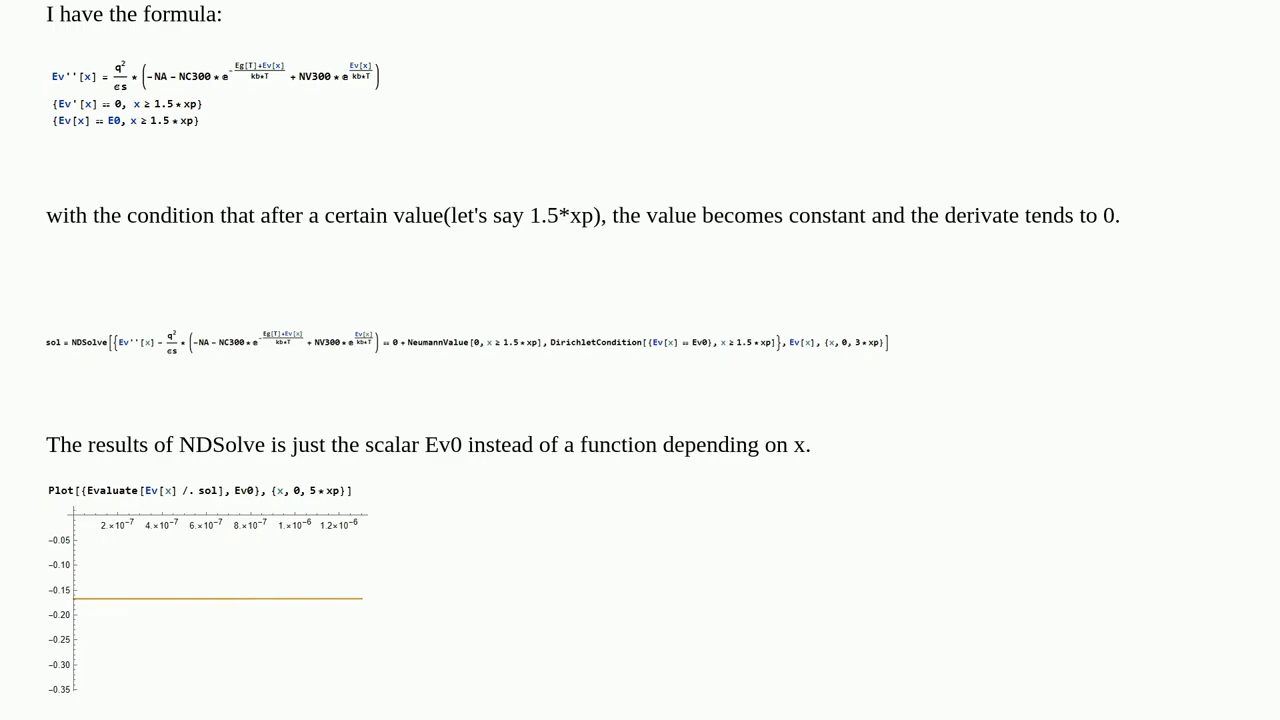 I have the formula:
Ev''[x] = q^2/ϵs * (-NA - NC300 * e^(-(Eg[T]+Ev[x])/(kb*T)) + NV300 * e^(Ev[x]/(kb*T)))
{Ev'[x] == 0, x ≥ 1.5 * xp}
{Ev[x] == E0, x ≥ 1.5 * xp}
with the condition that after a certain value(let's say 1.5*xp), the value becomes constant and the derivate tends to 0.
sol = NDSolve[{Ev''[x] - q^2/ϵs * (-NA - NC300 * e^(-(Eg[T]+Ev[x])/(kb*T)) + NV300 * e^(Ev[x]/(kb*T))) == 0 + NeumannValue[0, x ≥ 1.5 * xp], DirichletCondition[{Ev[x] == Ev0}, x ≥ 1.5 * xp]}, Ev[x], {x, 0, 3 * xp}]
The results of NDSolve is just the scalar Ev0 instead of a function depending on x.
Plot[{Evaluate[Ev[x] /. sol], Ev0}, {x, 0, 5 * xp}]
2.×10^-7 4.×10^-7 6.×10^-7 8.×10^-7 1.×10^-6 1.2×10^-6
-0.05
-0.10
-0.15
-0.20
-0.25
-0.30
-0.35